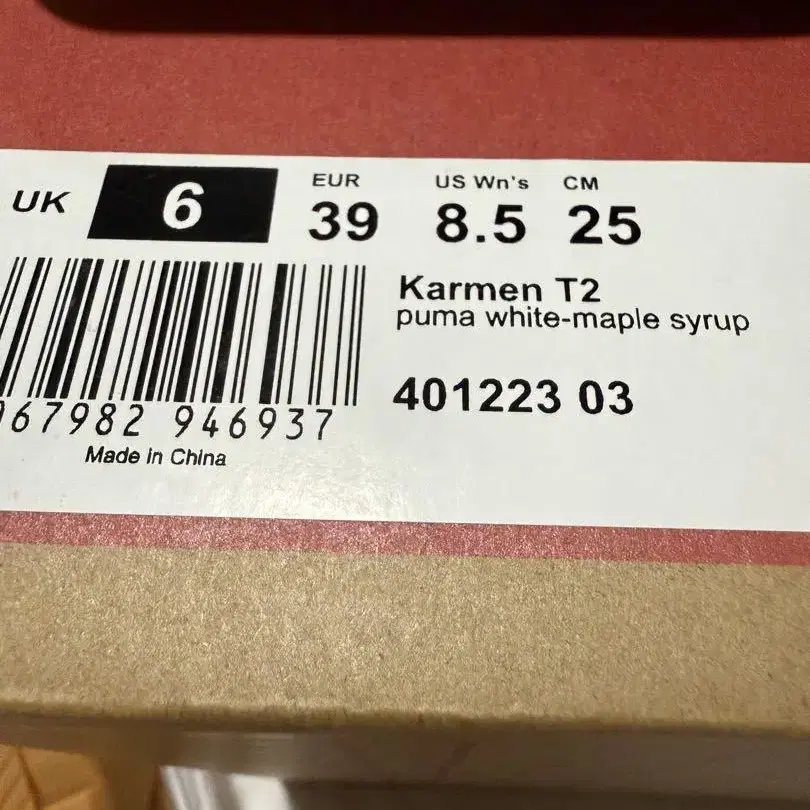 UK 6 EUR 39 US Wn's 8.5 CM 25
Karmen T2
puma white-maple syrup
401223 03
67982 946937
Made in China